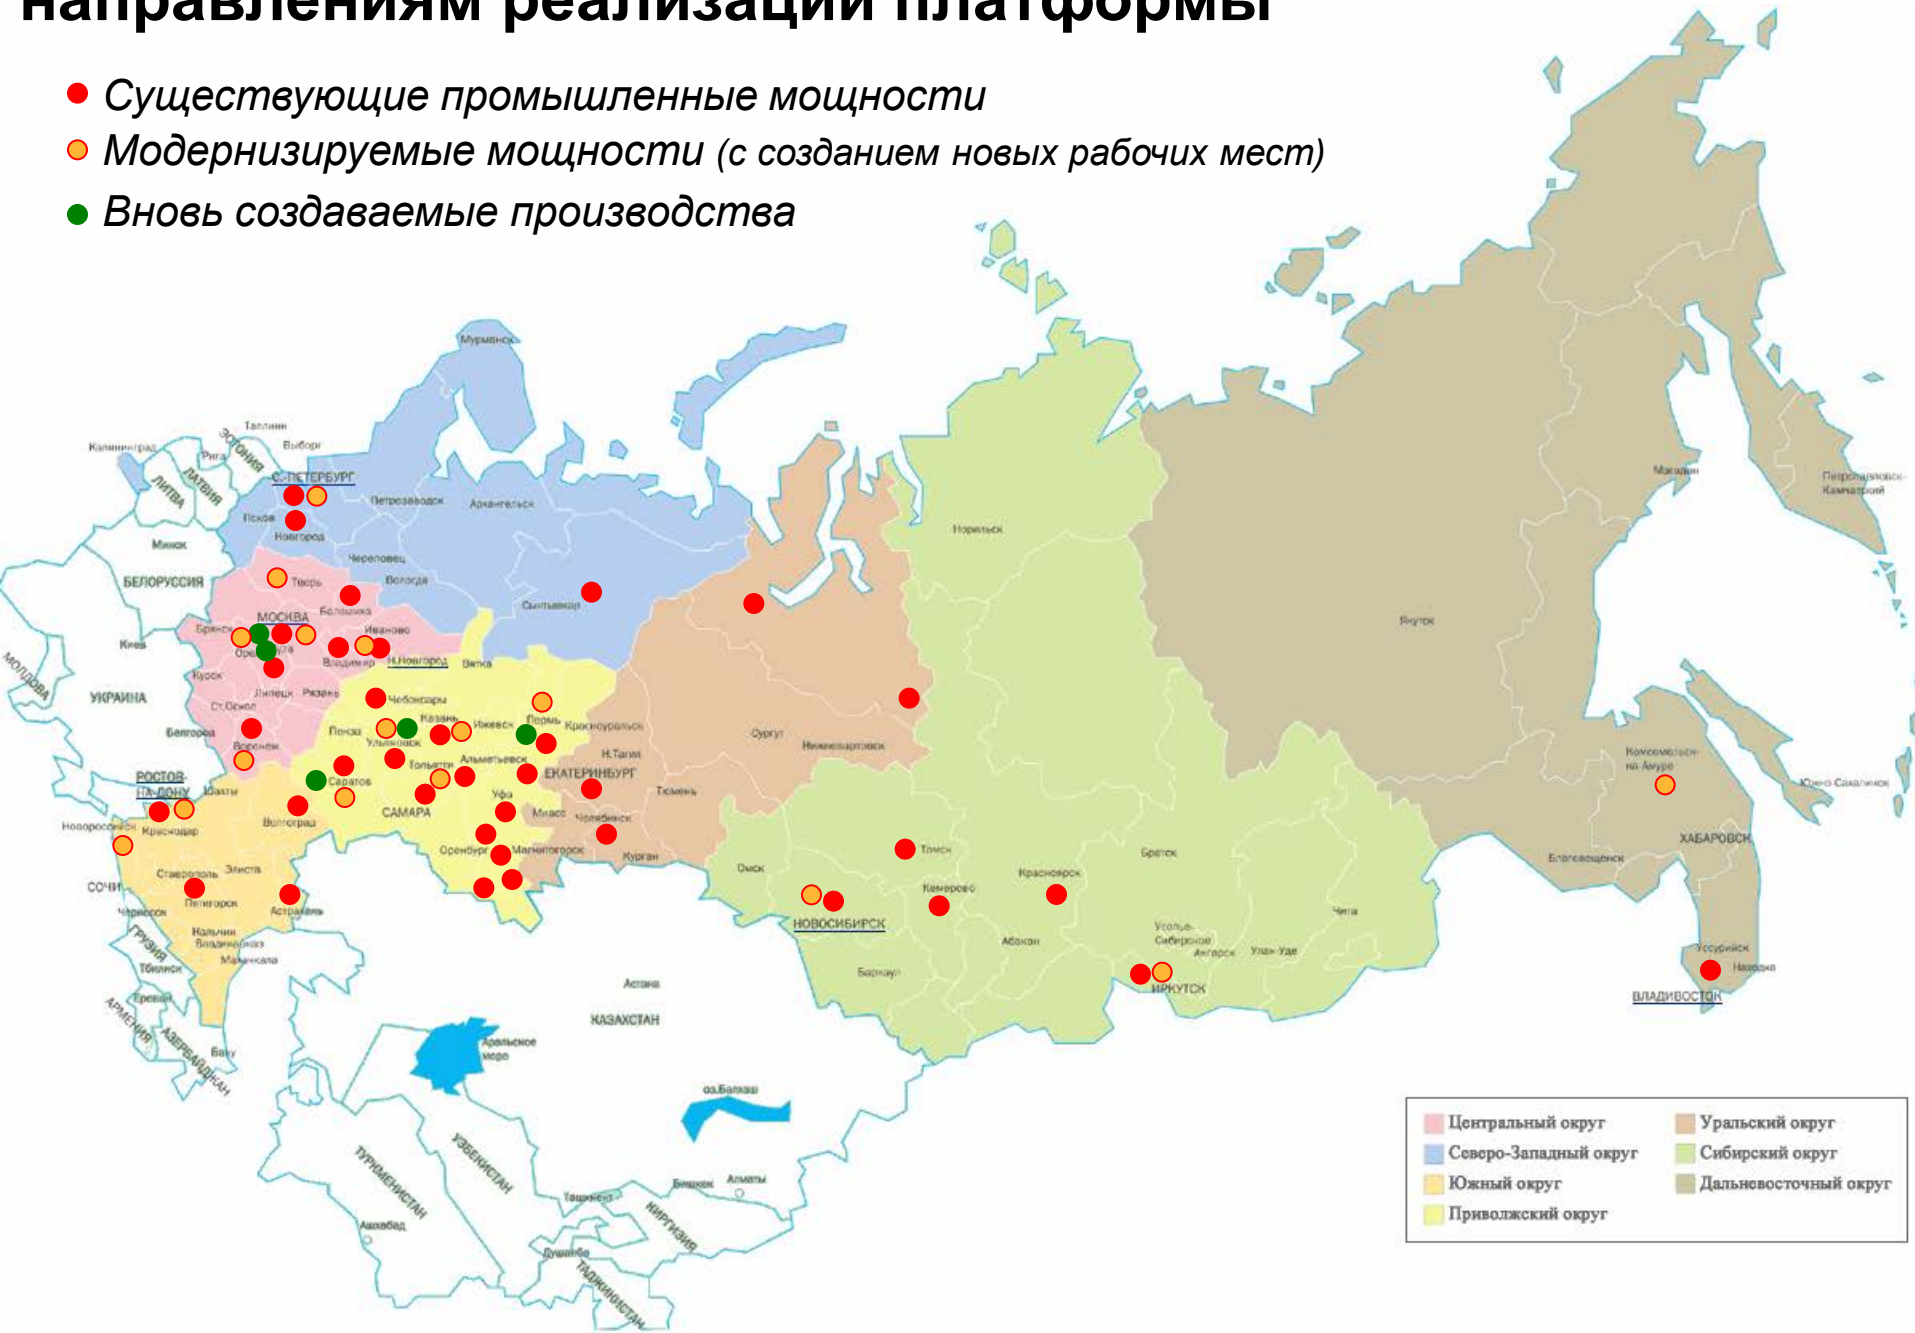 направлениям реализации платформы
Существующие промышленные мощности
Модернизируемые мощности (с созданием новых рабочих мест)
Вновь создаваемые производства
Мурманск
Таллинн
Калининград
ЭСТОНИЯ
Выборг
Рига
ЛАТВИЯ
ЛИТВА
С.-ПЕТЕРБУРГ
Магадан
Петропавловск-
Камчатский
Петрозаводск
Архангельск
Псков
Новгород
Норильск
Минск
Череповец
БЕЛОРУССИЯ
Тверь
Вологда
Сыктывкар
Балашиха
МОСКВА
Якутск
Брянск
Иваново
Киев
Владимир
Н.Новгород
Вятка
МОЛДОВА
Курск
УКРАИНА
Липецк
Рязань
Чебоксары
Ст.Оскол
Казань
Ижевск
Пермь
Красноуральск
Белгород
Пенза
Ульяновск
Сургут
Нижневартовск
Воронеж
Н.Тагил
Комсомольск-
на-Амуре
Тольятти
Альметьевск
ЕКАТЕРИНБУРГ
РОСТОВ-
НА-ДОНУ
Шахты
Саратов
Уфа
Тюмень
Южно Сахалинск
САМАРА
Миасс
Челябинск
Новороссийск
Краснодар
Волгоград
ХАБАРОВСК
Оренбург
Магнитогорск
Курган
Томск
Братск
Благовещенск
Ставрополь
Элиста
Омск
Красноярск
СОЧИ
Кемерово
Пятигорск
Черкесск
Астрахань
НОВОСИБИРСК
Чита
ГРУЗИЯ
Нальчик
Владикавказ
Усолье-
Сибирское
Абакан
Ангарск
Улан-Удэ
Уссурийск
Махачкала
Тбилиси
Барнаул
Находка
Астана
ИРКУТСК
ВЛАДИВОСТОК
Ереван
АРМЕНИЯ
КАЗАХСТАН
АЗЕРБАЙДЖАН
Баку
Аральское
море
оз.Балхаш
Центральный округ
Уральский округ
Северо-Западный округ
Сибирский округ
Южный округ
Дальневосточный округ
Приволжский округ
УЗБЕКИСТАН
ТУРКМЕНИСТАН
Бишкек
Алматы
Ташкент
КИРГИЗИЯ
Ашхабад
Душанбе
ТАДЖИКИСТАН